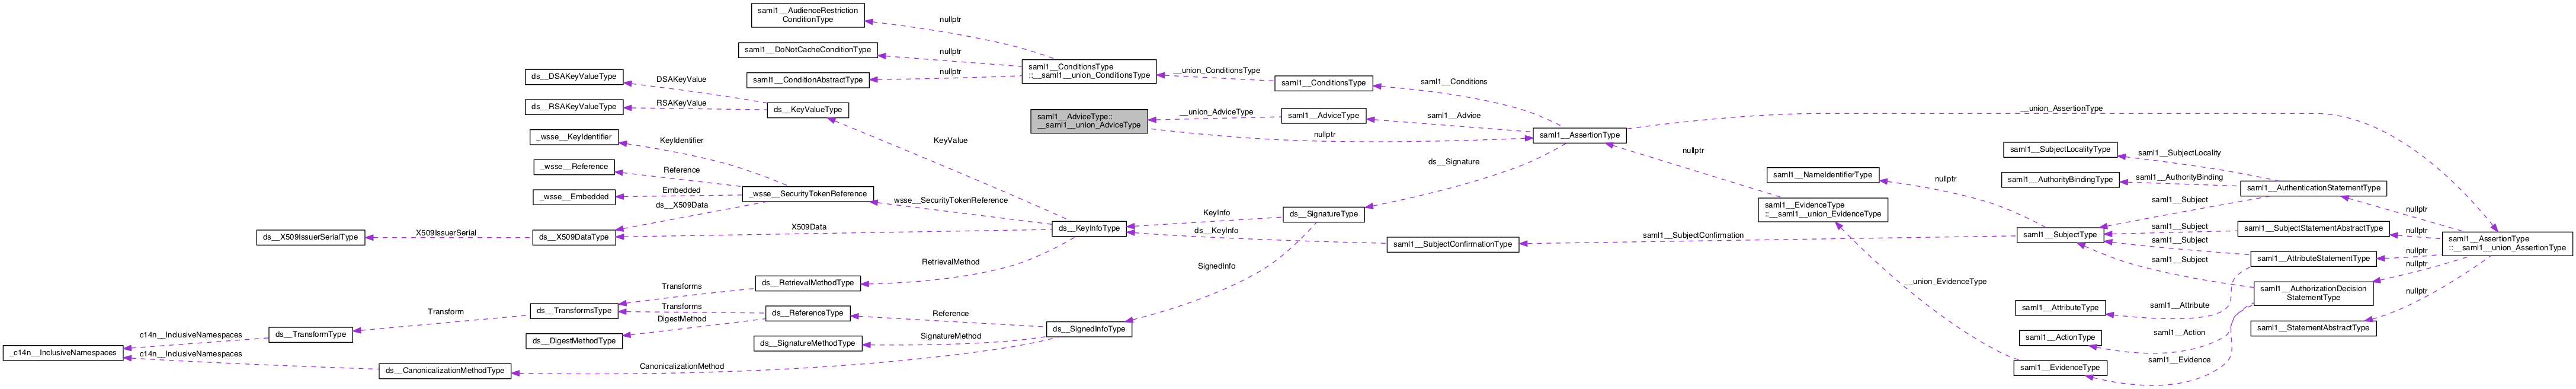 saml1__AudienceRestriction
ConditionType
nullptr
saml1__DoNotCacheConditionType
nullptr
saml1__ConditionAbstractType
nullptr
saml1__ConditionsType
::__saml1__union_ConditionsType
__union_ConditionsType
saml1__ConditionsType
saml1__Conditions
ds__DSAKeyValueType
DSAKeyValue
ds__RSAKeyValueType
RSAKeyValue
ds__KeyValueType
KeyValue
saml1__AdviceType::
__saml1__union_AdviceType
__union_AdviceType
saml1__AdviceType
saml1__Advice
nullptr
saml1__AssertionType
__union_AssertionType
_wsse__KeyIdentifier
KeyIdentifier
_wsse__Reference
Reference
_wsse__Embedded
Embedded
_wsse__SecurityTokenReference
wsse__SecurityTokenReference
ds__X509Data
ds__X509IssuerSerialType
X509IssuerSerial
ds__X509DataType
X509Data
ds__KeyInfoType
KeyInfo
ds__KeyInfo
ds__SignatureType
ds__Signature
saml1__SubjectConfirmationType
saml1__SubjectConfirmation
nullptr
saml1__NameIdentifierType
nullptr
saml1__EvidenceType
::__saml1__union_EvidenceType
__union_EvidenceType
saml1__SubjectLocalityType
saml1__SubjectLocality
saml1__AuthorityBindingType
saml1__AuthorityBinding
saml1__AuthenticationStatementType
nullptr
saml1__Subject
saml1__SubjectType
saml1__Subject
saml1__SubjectStatementAbstractType
nullptr
saml1__Subject
saml1__AttributeStatementType
nullptr
saml1__AssertionType
::__saml1__union_AssertionType
saml1__Subject
saml1__AuthorizationDecision
StatementType
nullptr
saml1__AttributeType
saml1__Attribute
nullptr
saml1__StatementAbstractType
saml1__ActionType
saml1__Action
saml1__EvidenceType
saml1__Evidence
RetrievalMethod
ds__RetrievalMethodType
SignedInfo
Transforms
ds__TransformsType
Transforms
ds__ReferenceType
Reference
Transform
ds__TransformType
DigestMethod
ds__DigestMethodType
ds__SignedInfoType
SignatureMethod
ds__SignatureMethodType
c14n__InclusiveNamespaces
_c14n__InclusiveNamespaces
c14n__InclusiveNamespaces
ds__CanonicalizationMethodType
CanonicalizationMethod